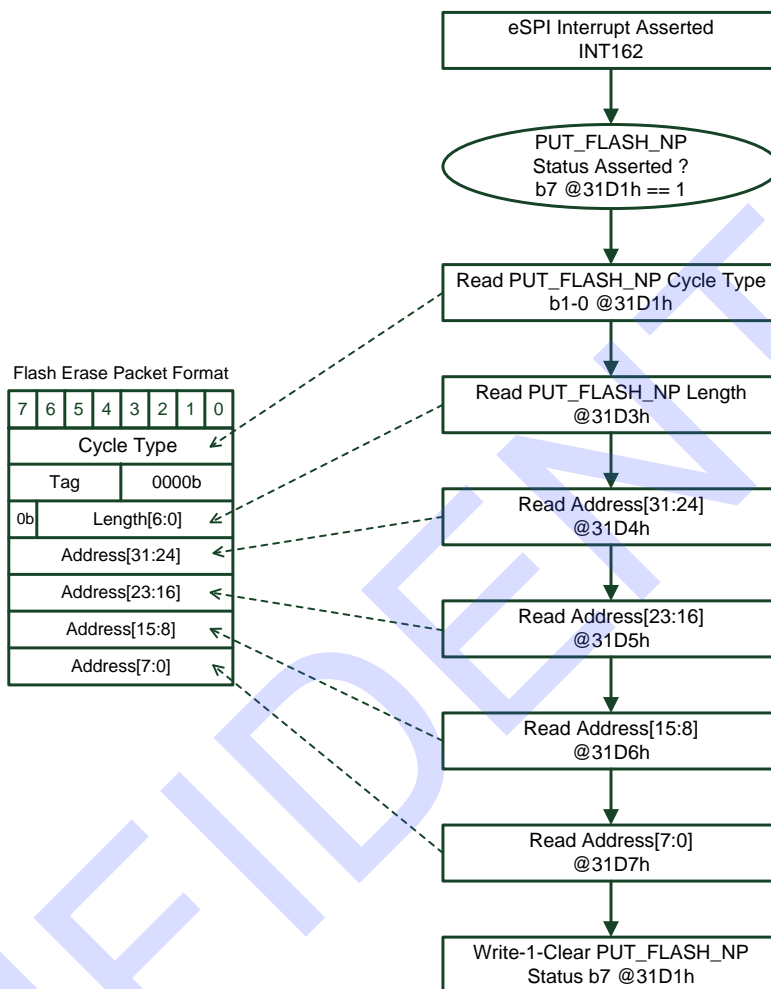 eSPI Interrupt Asserted
INT162
PUT_FLASH_NP
Status Asserted ?
b7 @31D1h == 1
Read PUT_FLASH_NP Cycle Type
b1-0 @31D1h
Flash Erase Packet Format
7 6 5 4 3 2 1 0
Cycle Type
Tag 0000b
0b Length[6:0]
Address[31:24]
Address[23:16]
Address[15:8]
Address[7:0]
Read PUT_FLASH_NP Length
@31D3h
Read Address[31:24]
@31D4h
Read Address[23:16]
@31D5h
Read Address[15:8]
@31D6h
Read Address[7:0]
@31D7h
Write-1-Clear PUT_FLASH_NP
Status b7 @31D1h
FIDENT